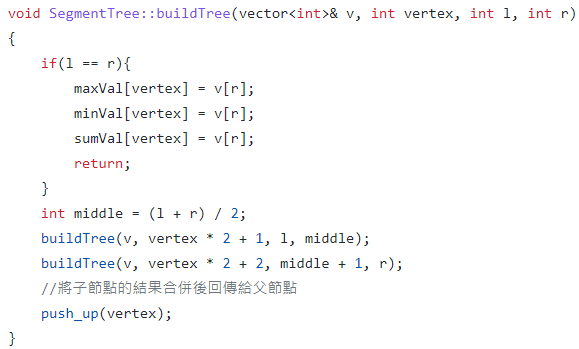 void SegmentTree::buildTree(vector<int>& v, int vertex, int l, int r)
{
    if(l == r){
        maxVal[vertex] = v[r];
        minVal[vertex] = v[r];
        sumVal[vertex] = v[r];
        return;
    }
    int middle = (l + r) / 2;
    buildTree(v, vertex * 2 + 1, l, middle);
    buildTree(v, vertex * 2 + 2, middle + 1, r);
    //將子節點的結果合併後回傳給父節點
    push_up(vertex);
}